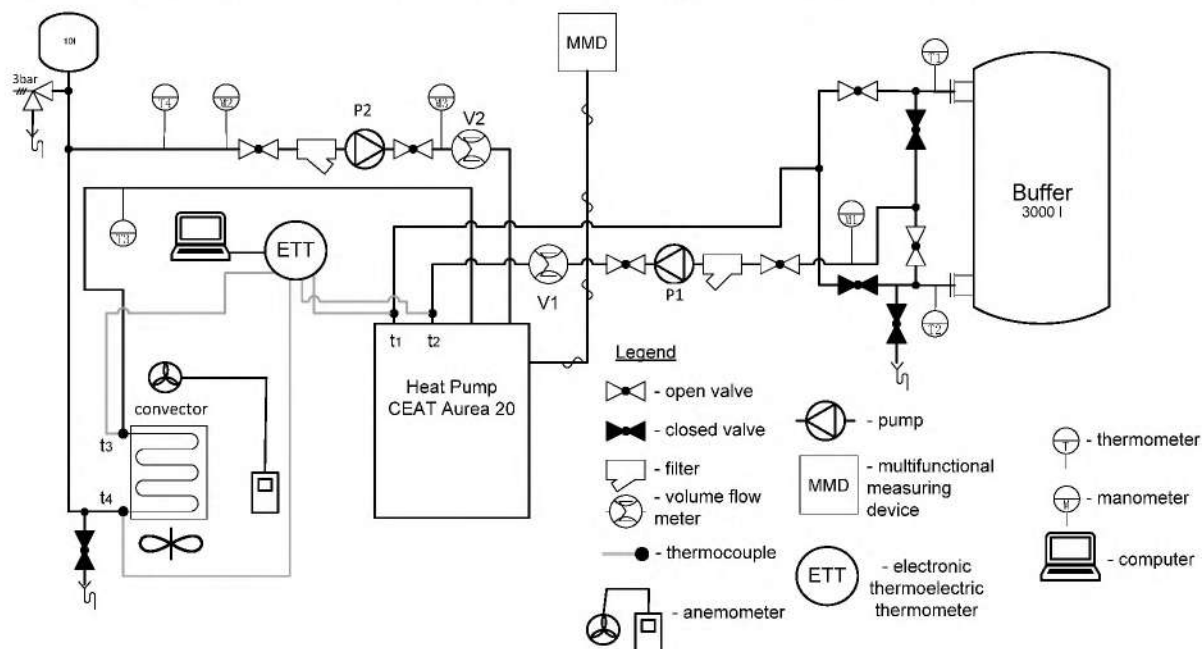 10l
3bar
T4
M2
P2
M3
V2
MMD
T1
Buffer
3000 l
M1
T3
ETT
V1
P1
T2
t1
t2
Heat Pump
CEAT Aurea 20
convector
t3
t4
Legend
- open valve
- closed valve
- filter
- volume flow
meter
- thermocouple
- anemometer
- pump
MMD
- multifunctional
measuring
device
ETT
- electronic
thermoelectric
thermometer
T
- thermometer
M
- manometer
- computer